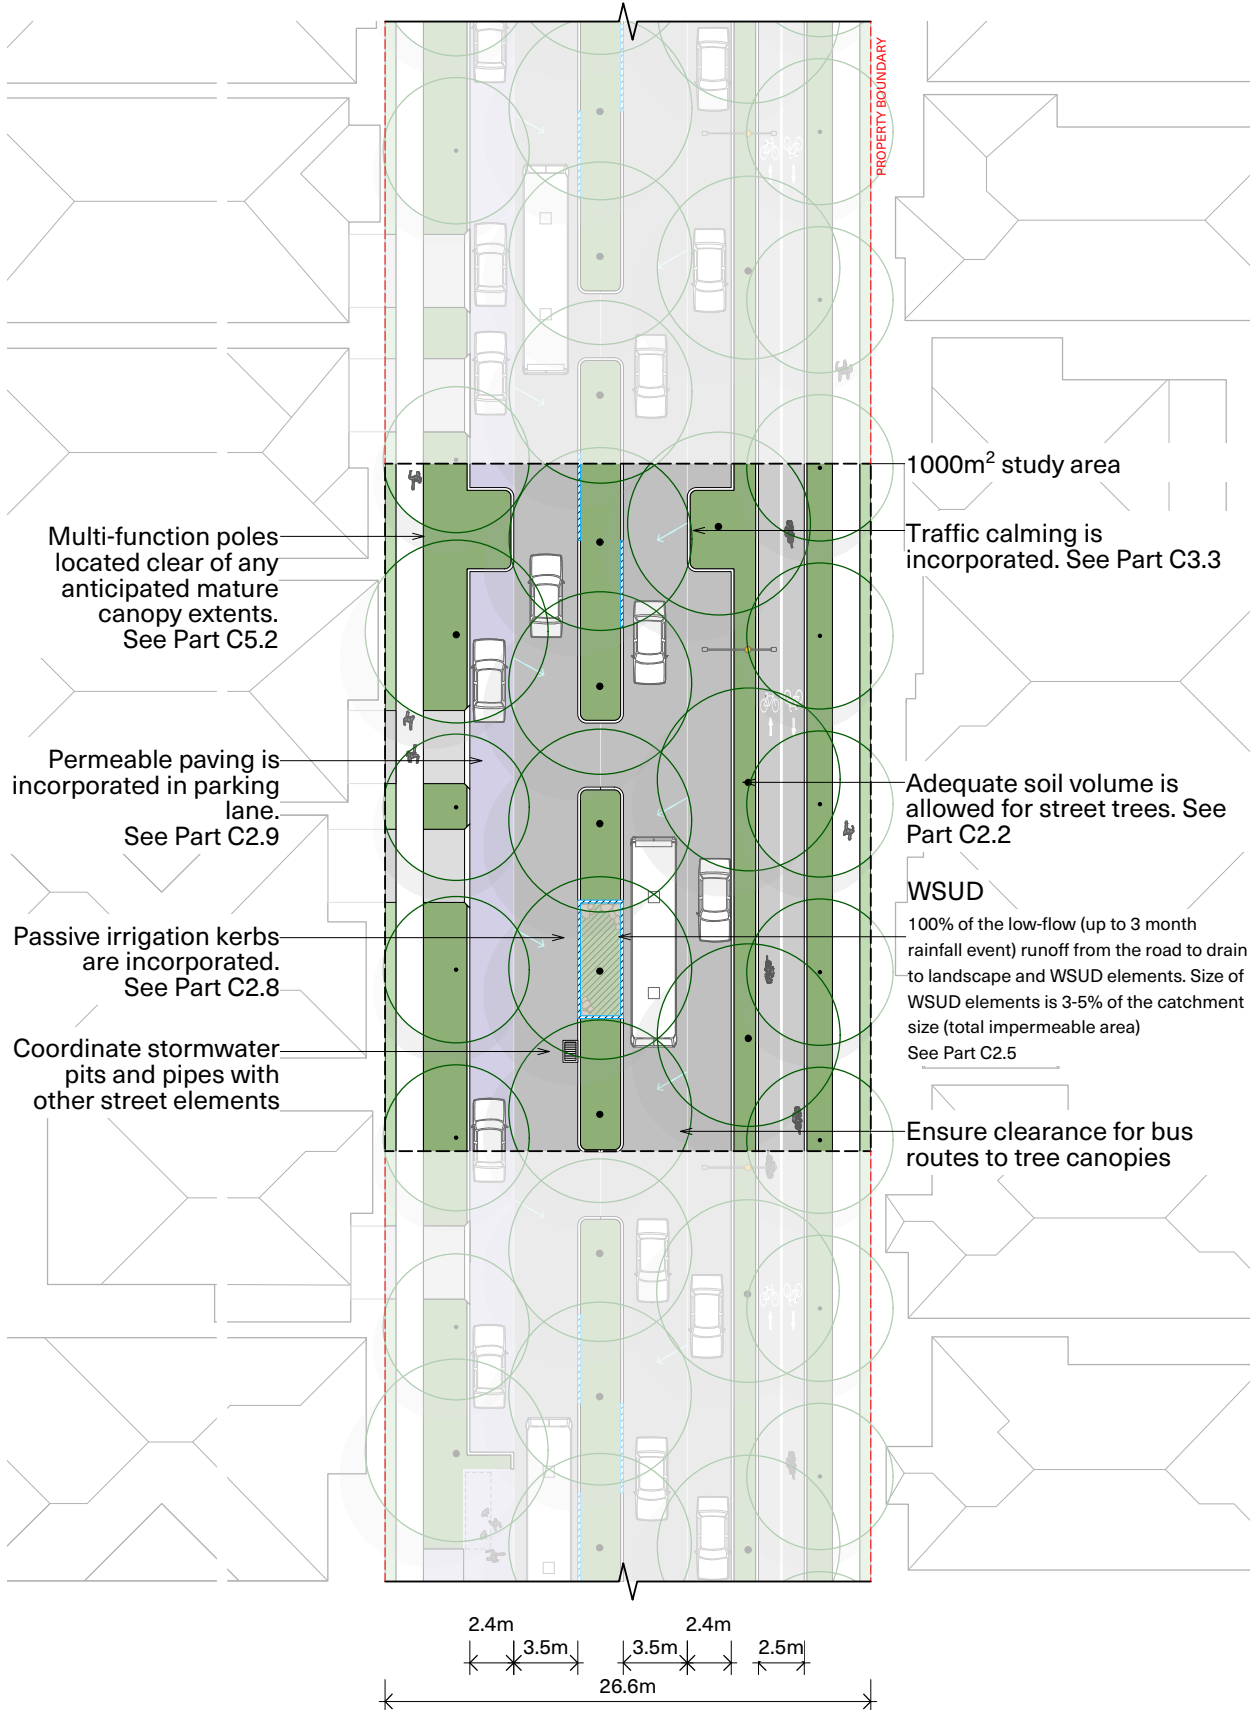 PROPERTY BOUNDARY
1000m² study area
Multi-function poles
located clear of any
anticipated mature
canopy extents.
See Part C5.2
Traffic calming is
incorporated. See Part C3.3
Permeable paving is
incorporated in parking
lane.
See Part C2.9
Adequate soil volume is
allowed for street trees. See
Part C2.2
WSUD
100% of the low-flow (up to 3 month
rainfall event) runoff from the road to drain
to landscape and WSUD elements. Size of
WSUD elements is 3-5% of the catchment
size (total impermeable area)
See Part C2.5
Passive irrigation kerbs
are incorporated.
See Part C2.8
Coordinate stormwater
pits and pipes with
other street elements
Ensure clearance for bus
routes to tree canopies
2.4m
3.5m
3.5m
2.4m
2.5m
26.6m